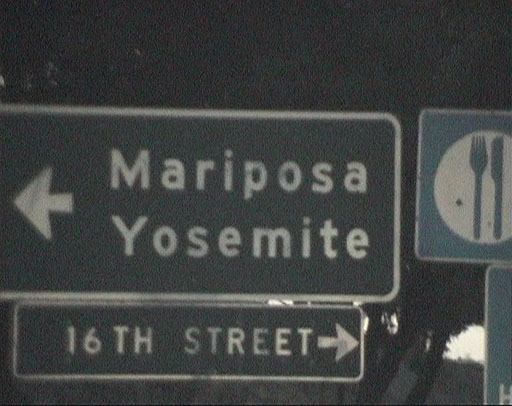 Mariposa
Yosemite
16TH STREET
H